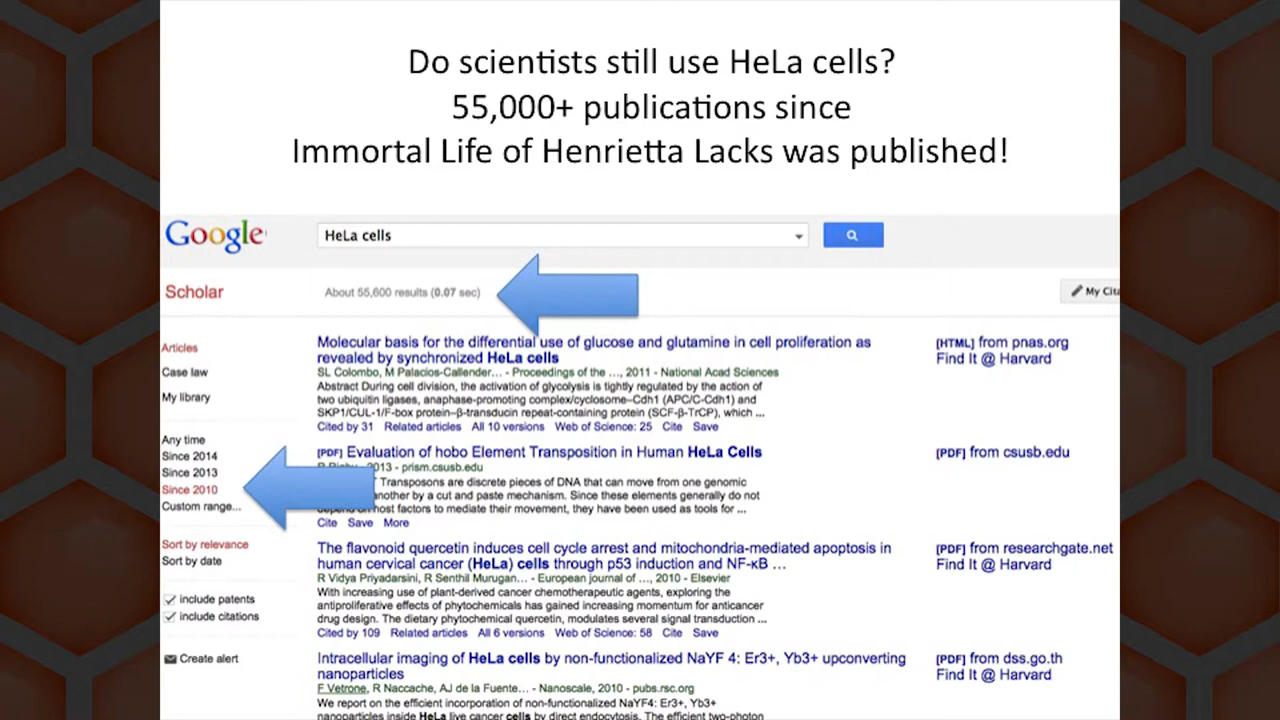 Do scientists still use HeLa cells?
55,000+ publications since
Immortal Life of Henrietta Lacks was published!
Google
HeLa cells
Scholar
About 55,600 results (0.07 sec)
My Cita
Articles
Case law
My library
Any time
Since 2014
Since 2013
Since 2010
Custom range...
Sort by relevance
Sort by date
include patents
include citations
Create alert
Molecular basis for the differential use of glucose and glutamine in cell proliferation as
revealed by synchronized HeLa cells
SL Colombo, M Palacios-Callender... - Proceedings of the ..., 2011 - National Acad Sciences
Abstract During cell division, the activation of glycolysis is tightly regulated by the action of
two ubiquitin ligases, anaphase-promoting complex/cyclosome–Cdh1 (APC/C-Cdh1) and
SKP1/CUL-1/F-box protein–β-transducin repeat-containing protein (SCF-β-TrCP), which ...
Cited by 31 Related articles All 10 versions Web of Science: 25 Cite Save
[HTML] from pnas.org
Find It @ Harvard
[PDF] Evaluation of hobo Element Transposition in Human HeLa Cells
2013 - prism.csusb.edu
Transposons are discrete pieces of DNA that can move from one genomic
another by a cut and paste mechanism. Since these elements generally do not
host factors to mediate their movement, they have been used as tools for ...
Cite Save More
[PDF] from csusb.edu
The flavonoid quercetin induces cell cycle arrest and mitochondria-mediated apoptosis in
human cervical cancer (HeLa) cells through p53 induction and NF-κB ...
R Vidya Priyadarsini, R Senthil Murugan... - European journal of ..., 2010 - Elsevier
With increasing use of plant-derived cancer chemotherapeutic agents, exploring the
antiproliferative effects of phytochemicals has gained increasing momentum for anticancer
drug design. The dietary phytochemical quercetin, modulates several signal transduction ...
Cited by 109 Related articles All 6 versions Web of Science: 58 Cite Save
[PDF] from researchgate.net
Find It @ Harvard
Intracellular imaging of HeLa cells by non-functionalized NaYF 4: Er3+, Yb3+ upconverting
nanoparticles
F Vetrone, R Naccache, AJ de la Fuente... - Nanoscale, 2010 - pubs.rsc.org
We report on the efficient incorporation of non-functionalized NaYF4: Er3+, Yb3+
nanoparticles inside HeLa live cancer cells by direct endocytosis. The efficient two-photon
[PDF] from dss.go.th
Find It @ Harvard